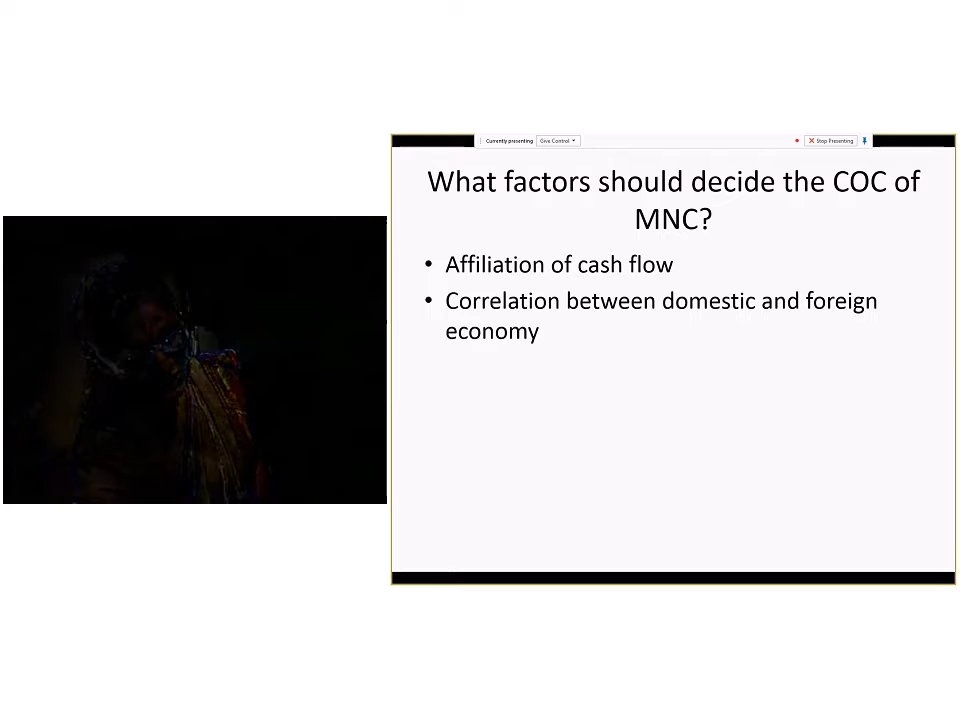 Currently presenting Give Control Stop Presenting
What factors should decide the COC of
MNC?
• Affiliation of cash flow
• Correlation between domestic and foreign
economy